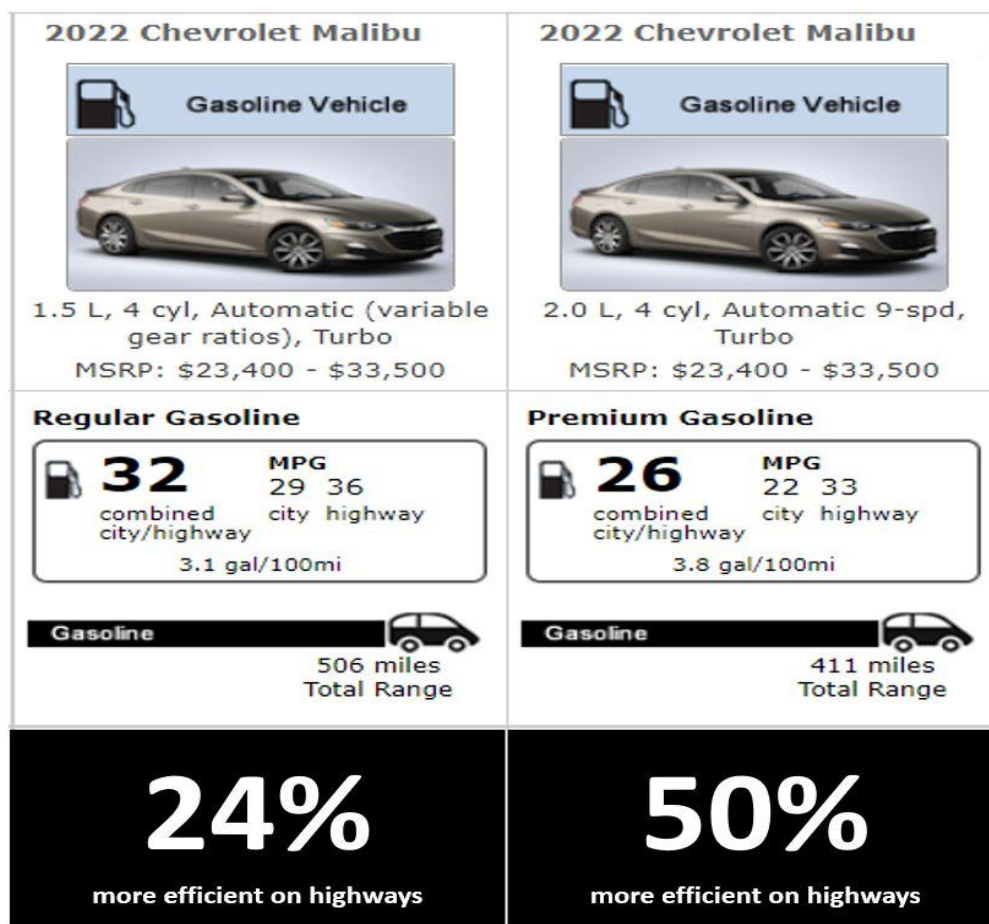 2022 Chevrolet Malibu
Gasoline Vehicle
1.5 L, 4 cyl, Automatic (variable
gear ratios), Turbo
MSRP: $23,400 - $33,500
Regular Gasoline
32
combined
city/highway
MPG
29 36
city highway
3.1 gal/100mi
Gasoline
506 miles
Total Range
24%
more efficient on highways
2022 Chevrolet Malibu
Gasoline Vehicle
2.0 L, 4 cyl, Automatic 9-spd,
Turbo
MSRP: $23,400 - $33,500
Premium Gasoline
26
combined
city/highway
MPG
22 33
city highway
3.8 gal/100mi
Gasoline
411 miles
Total Range
50%
more efficient on highways